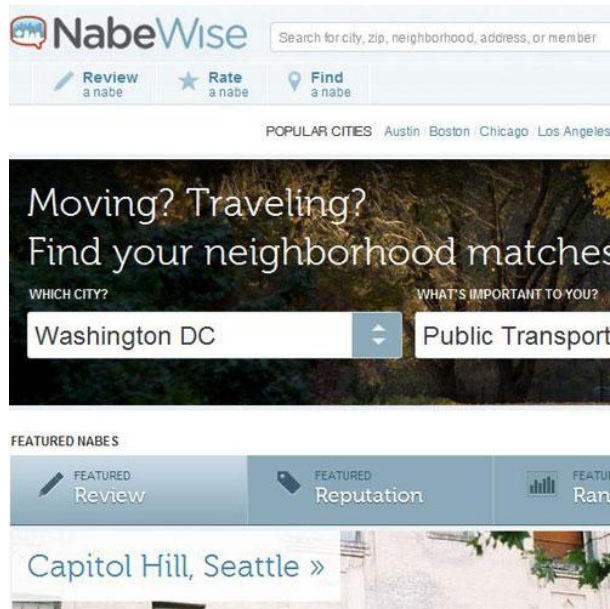 NabeWise
Search for city, zip, neighborhood, address, or member
Review
a nabe
Rate
a nabe
Find
a nabe
POPULAR CITIES Austin Boston Chicago Los Angeles
Moving? Traveling?
Find your neighborhood matches
WHICH CITY?
WHAT'S IMPORTANT TO YOU?
Washington DC
Public Transport
FEATURED NABES
FEATURED
Review
FEATURED
Reputation
FEATU
Ran
Capitol Hill, Seattle »